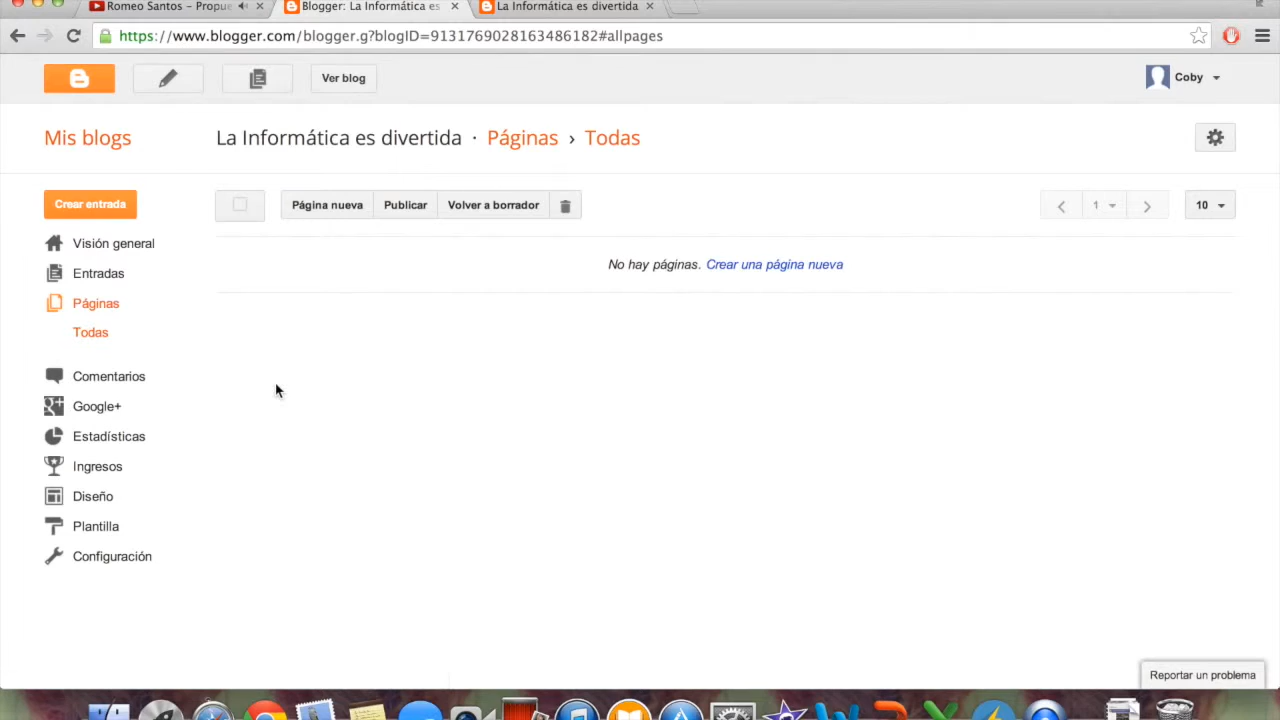 Romeo Santos - Propue
Blogger: La Informática es
La Informática es divertida
https://www.blogger.com/blogger.g?blogID=9131769028163486182#allpages
Ver blog
Coby
Mis blogs
La Informática es divertida · Páginas › Todas
Crear entrada
Página nueva
Publicar
Volver a borrador
1
10
Visión general
No hay páginas. Crear una página nueva
Entradas
Páginas
Todas
Comentarios
Google+
Estadísticas
Ingresos
Diseño
Plantilla
Configuración
Reportar un problema